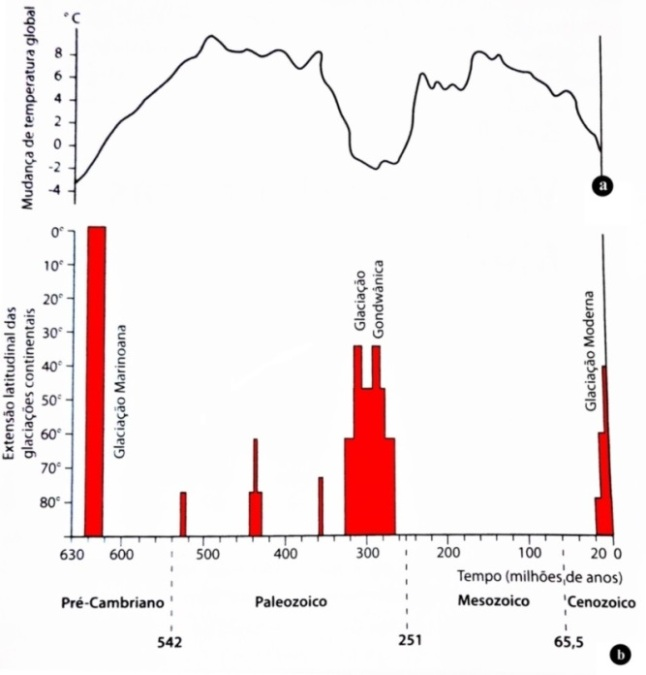 °C
Mudança de temperatura global
8
6
4
2
0
-2
-4
a
Extensão latitudinal das
glaciações continentais
0°
10°
20°
30°
40°
50°
60°
70°
80°
Glaciação Marinoana
Glaciação
Gondwânica
Glaciação Moderna
630 600 500 400 300 200 100 20 0
Tempo (milhões de anos)
Pré-Cambriano Paleozoico Mesozoico Cenozoico
542 251 65,5
b